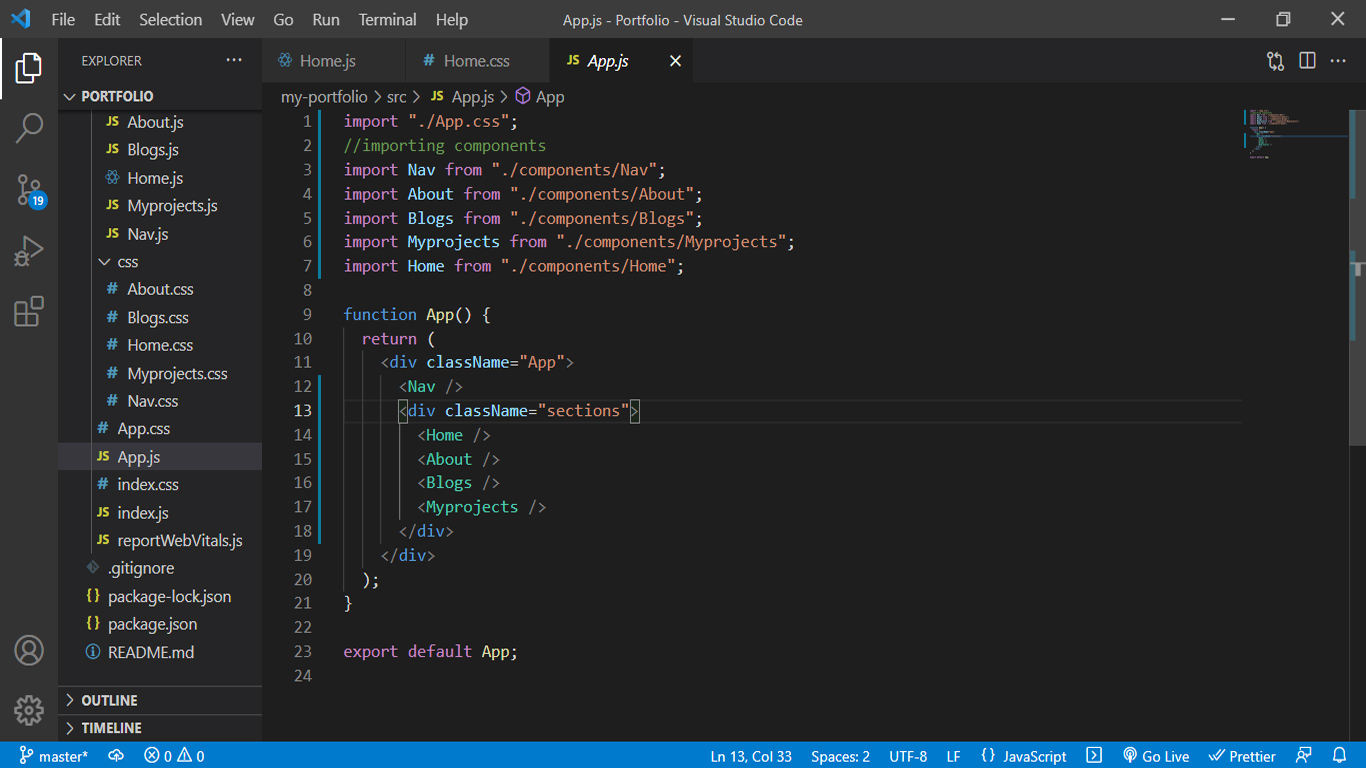 File Edit Selection View Go Run Terminal Help App.js - Portfolio - Visual Studio Code
EXPLORER
PORTFOLIO
About.js
Blogs.js
Home.js
Myprojects.js
Nav.js
css
About.css
Blogs.css
Home.css
Myprojects.css
Nav.css
App.css
App.js
index.css
index.js
reportWebVitals.js
.gitignore
package-lock.json
package.json
README.md
OUTLINE
TIMELINE
19
Home.js Home.css App.js
my-portfolio > src > JS App.js > App
1 import "./App.css";
2 //importing components
3 import Nav from "./components/Nav";
4 import About from "./components/About";
5 import Blogs from "./components/Blogs";
6 import Myprojects from "./components/Myprojects";
7 import Home from "./components/Home";
8
9 function App() {
10 return (
11 <div className="App">
12 <Nav />
13 <div className="sections">
14 <Home />
15 <About />
16 <Blogs />
17 <Myprojects />
18 </div>
19 </div>
20 );
21 }
22
23 export default App;
24
master* 0 0 Ln 13, Col 33 Spaces: 2 UTF-8 LF {} JavaScript Go Live Prettier